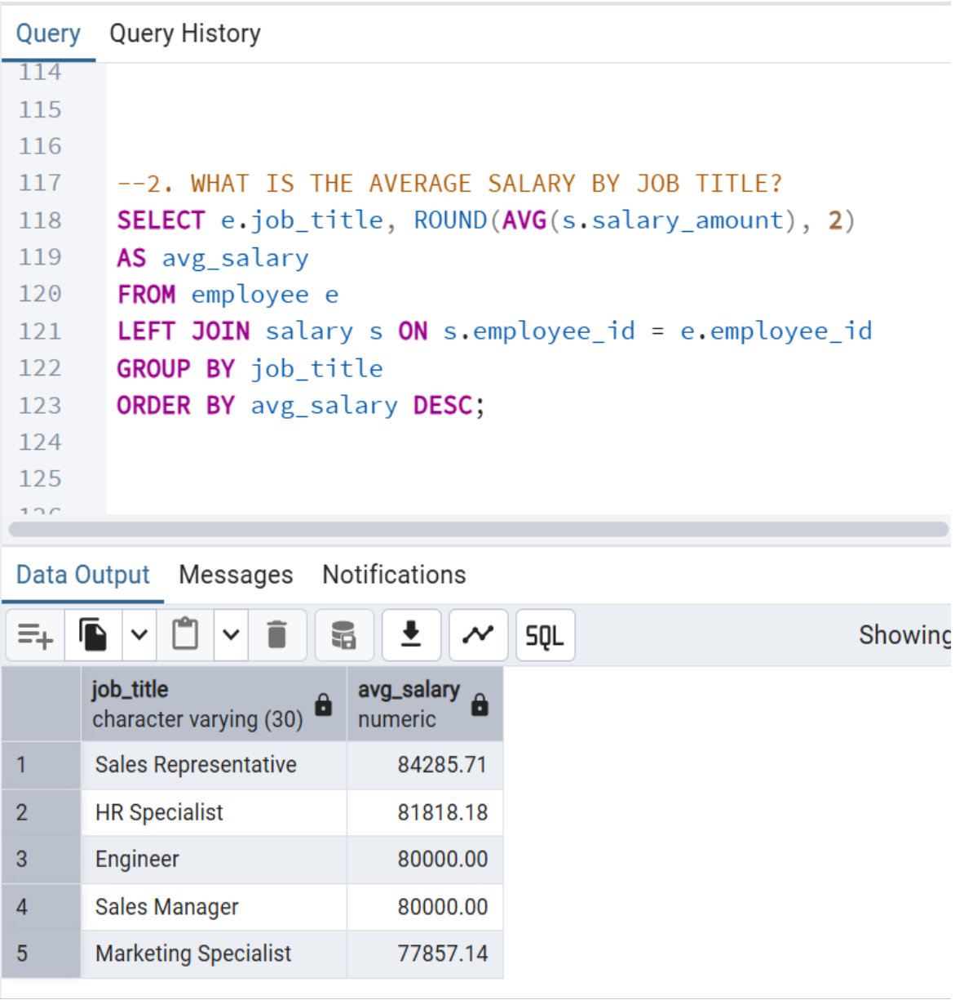 Query Query History
114
115
116
117 --2. WHAT IS THE AVERAGE SALARY BY JOB TITLE?
118 SELECT e.job_title, ROUND(AVG(s.salary_amount), 2)
119 AS avg_salary
120 FROM employee e
121 LEFT JOIN salary s ON s.employee_id = e.employee_id
122 GROUP BY job_title
123 ORDER BY avg_salary DESC;
124
125
Data Output Messages Notifications
SQL Showing
job_title avg_salary
character varying (30) numeric
1 Sales Representative 84285.71
2 HR Specialist 81818.18
3 Engineer 80000.00
4 Sales Manager 80000.00
5 Marketing Specialist 77857.14